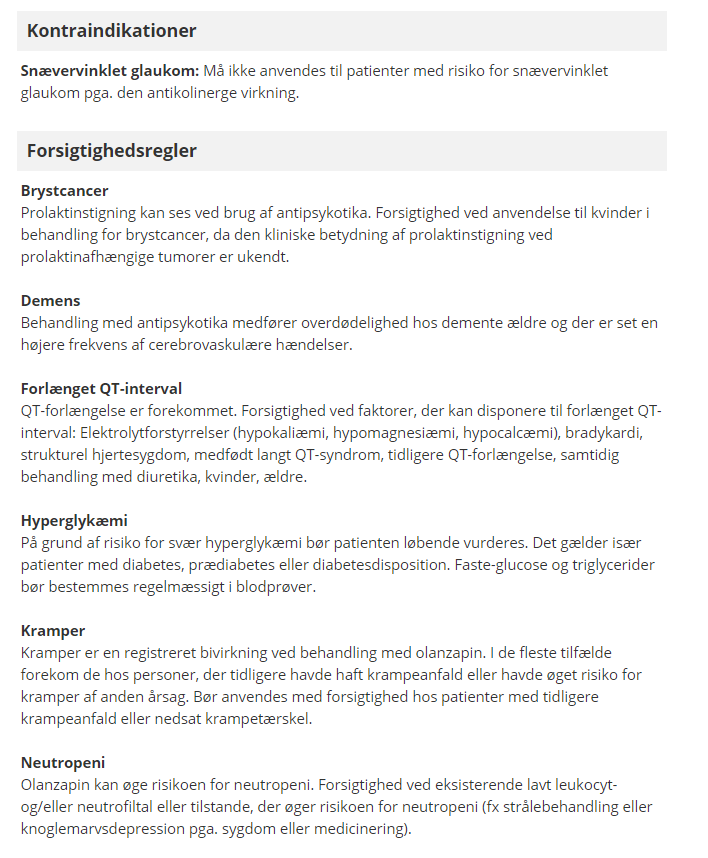 Kontraindikationer
Snævervinklet glaukom: Må ikke anvendes til patienter med risiko for snævervinklet
glaukom pga. den antikolinerge virkning.
Forsigtighedsregler
Brystcancer
Prolaktinstigning kan ses ved brug af antipsykotika. Forsigtighed ved anvendelse til kvinder i
behandling for brystcancer, da den kliniske betydning af prolaktinstigning ved
prolaktinafhængige tumorer er ukendt.
Demens
Behandling med antipsykotika medfører overdødelighed hos demente ældre og der er set en
højere frekvens af cerebrovaskulære hændelser.
Forlænget QT-interval
QT-forlængelse er forekommet. Forsigtighed ved faktorer, der kan disponere til forlænget QT-
interval: Elektrolytforstyrrelser (hypokaliæmi, hypomagnesiæmi, hypocalcæmi), bradykardi,
strukturel hjertesygdom, medfødt langt QT-syndrom, tidligere QT-forlængelse, samtidig
behandling med diuretika, kvinder, ældre.
Hyperglykæmi
På grund af risiko for svær hyperglykæmi bør patienten løbende vurderes. Det gælder især
patienter med diabetes, prædiabetes eller diabetesdisposition. Faste-glucose og triglycerider
bør bestemmes regelmæssigt i blodprøver.
Kramper
Kramper er en registreret bivirkning ved behandling med olanzapin. I de fleste tilfælde
forekom de hos personer, der tidligere havde haft krampeanfald eller havde øget risiko for
kramper af anden årsag. Bør anvendes med forsigtighed hos patienter med tidligere
krampeanfald eller nedsat krampetærskel.
Neutropeni
Olanzapin kan øge risikoen for neutropeni. Forsigtighed ved eksisterende lavt leukocyt-
og/eller neutrofiltal eller tilstande, der øger risikoen for neutropeni (fx strålebehandling eller
knoglemarvsdepression pga. sygdom eller medicinering).